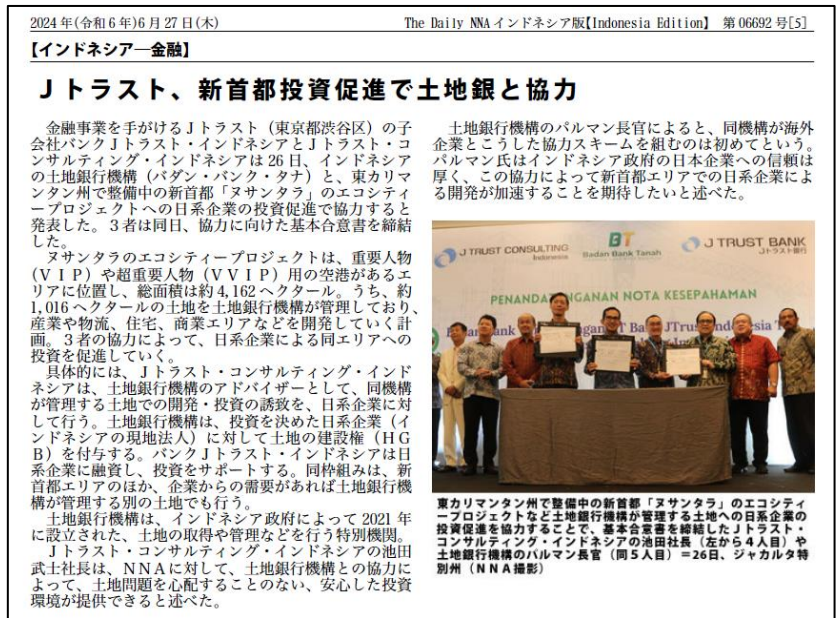 2024年(令和6年)6月27日(木)
The Daily NNAインドネシア版【Indonesia Edition】 第06692号[5]
【インドネシア―金融】
Jトラスト、新首都投資促進で土地銀と協力
金融事業を手がけるJトラスト（東京都渋谷区）の子
会社バンクJトラスト・インドネシアとJトラスト・コ
ンサルティング・インドネシアは26日、インドネシア
の土地銀行機構（バダン・バンク・タナ）と、東カリマ
ンタン州で整備中の新首都「ヌサンタラ」のエコシティ
ープロジェクトへの日系企業の投資促進で協力すると
発表した。３者は同日、協力に向けた基本合意書を締結
した。
ヌサンタラのエコシティープロジェクトは、重要人物
（ＶＩＰ）や超重要人物（ＶＶＩＰ）用の空港があるエ
リアに位置し、総面積は約4,162ヘクタール。うち、約
1,016ヘクタールの土地を土地銀行機構が管理しており、
産業や物流、住宅、商業エリアなどを開発していく計
画。３者の協力によって、日系企業による同エリアへの
投資を促進していく。
具体的には、Jトラスト・コンサルティング・インド
ネシアは、土地銀行機構のアドバイザーとして、同機構
が管理する土地での開発・投資の誘致を、日系企業に対
して行う。土地銀行機構は、投資を決めた日系企業（イ
ンドネシアの現地法人）に対して土地の建設権（ＨＧ
Ｂ）を付与する。バンクJトラスト・インドネシアは日
系企業に融資し、投資をサポートする。同枠組みは、新
首都エリアのほか、企業からの需要があれば土地銀行機
構が管理する別の土地でも行う。
土地銀行機構は、インドネシア政府によって2021年
に設立された、土地の取得や管理などを行う特別機関。
Jトラスト・コンサルティング・インドネシアの池田
武士社長は、ＮＮＡに対して、土地銀行機構との協力に
よって、土地問題を心配することのない、安心した投資
環境が提供できると述べた。
土地銀行機構のパルマン長官によると、同機構が海外
企業とこうした協力スキームを組むのは初めてという。
パルマン氏はインドネシア政府の日本企業への信頼は
厚く、この協力によって新首都エリアでの日系企業によ
る開発が加速することを期待したいと述べた。
J TRUST CONSULTING
Indonesia
BT
Badan Bank Tanah
J TRUST BANK
Jトラスト銀行
PENANDATANGANAN NOTA KESEPAHAMAN
東カリマンタン州で整備中の新首都「ヌサンタラ」のエコシティ
ープロジェクトなど土地銀行機構が管理する土地への日系企業の
投資促進を協力することで、基本合意書を締結したJトラスト・
コンサルティング・インドネシアの池田社長（左から４人目）や
土地銀行機構のパルマン長官（同５人目）＝26日、ジャカルタ特
別州（ＮＮＡ撮影）